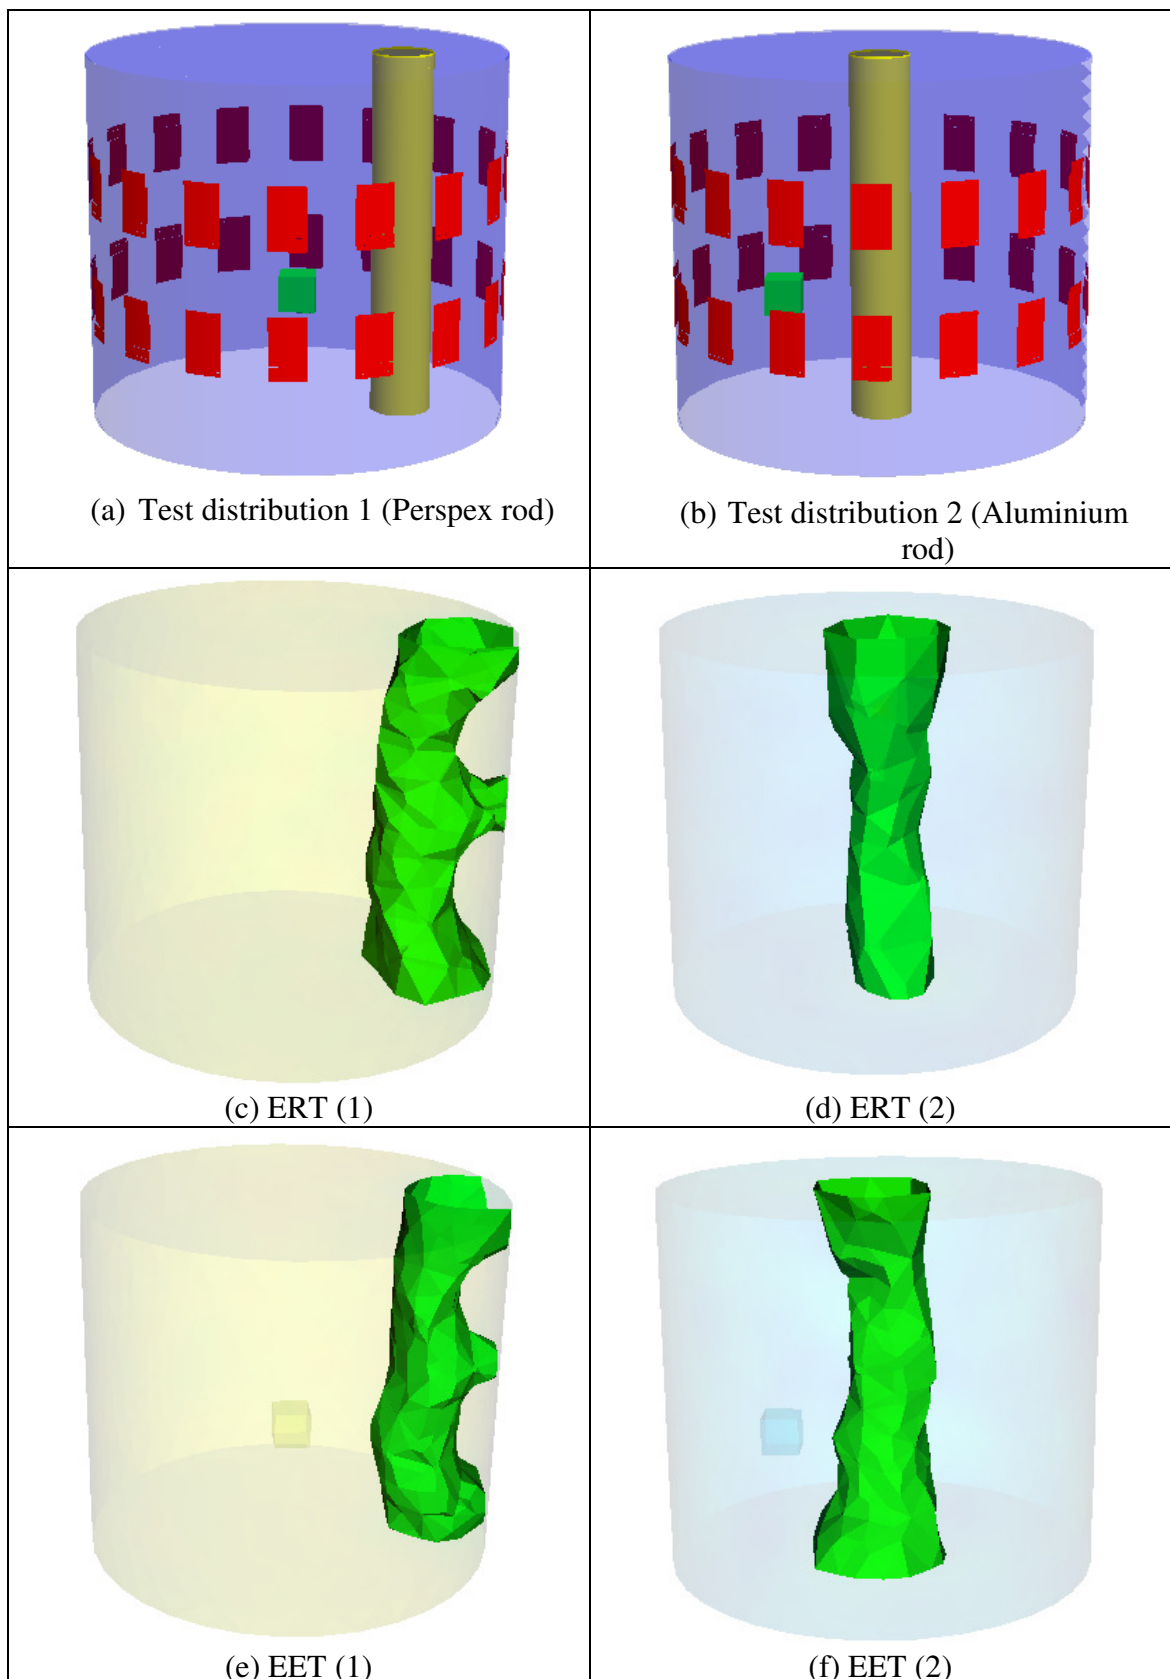 (a) Test distribution 1 (Perspex rod)
(b) Test distribution 2 (Aluminium
rod)
(c) ERT (1)
(d) ERT (2)
(e) EET (1)
(f) EET (2)